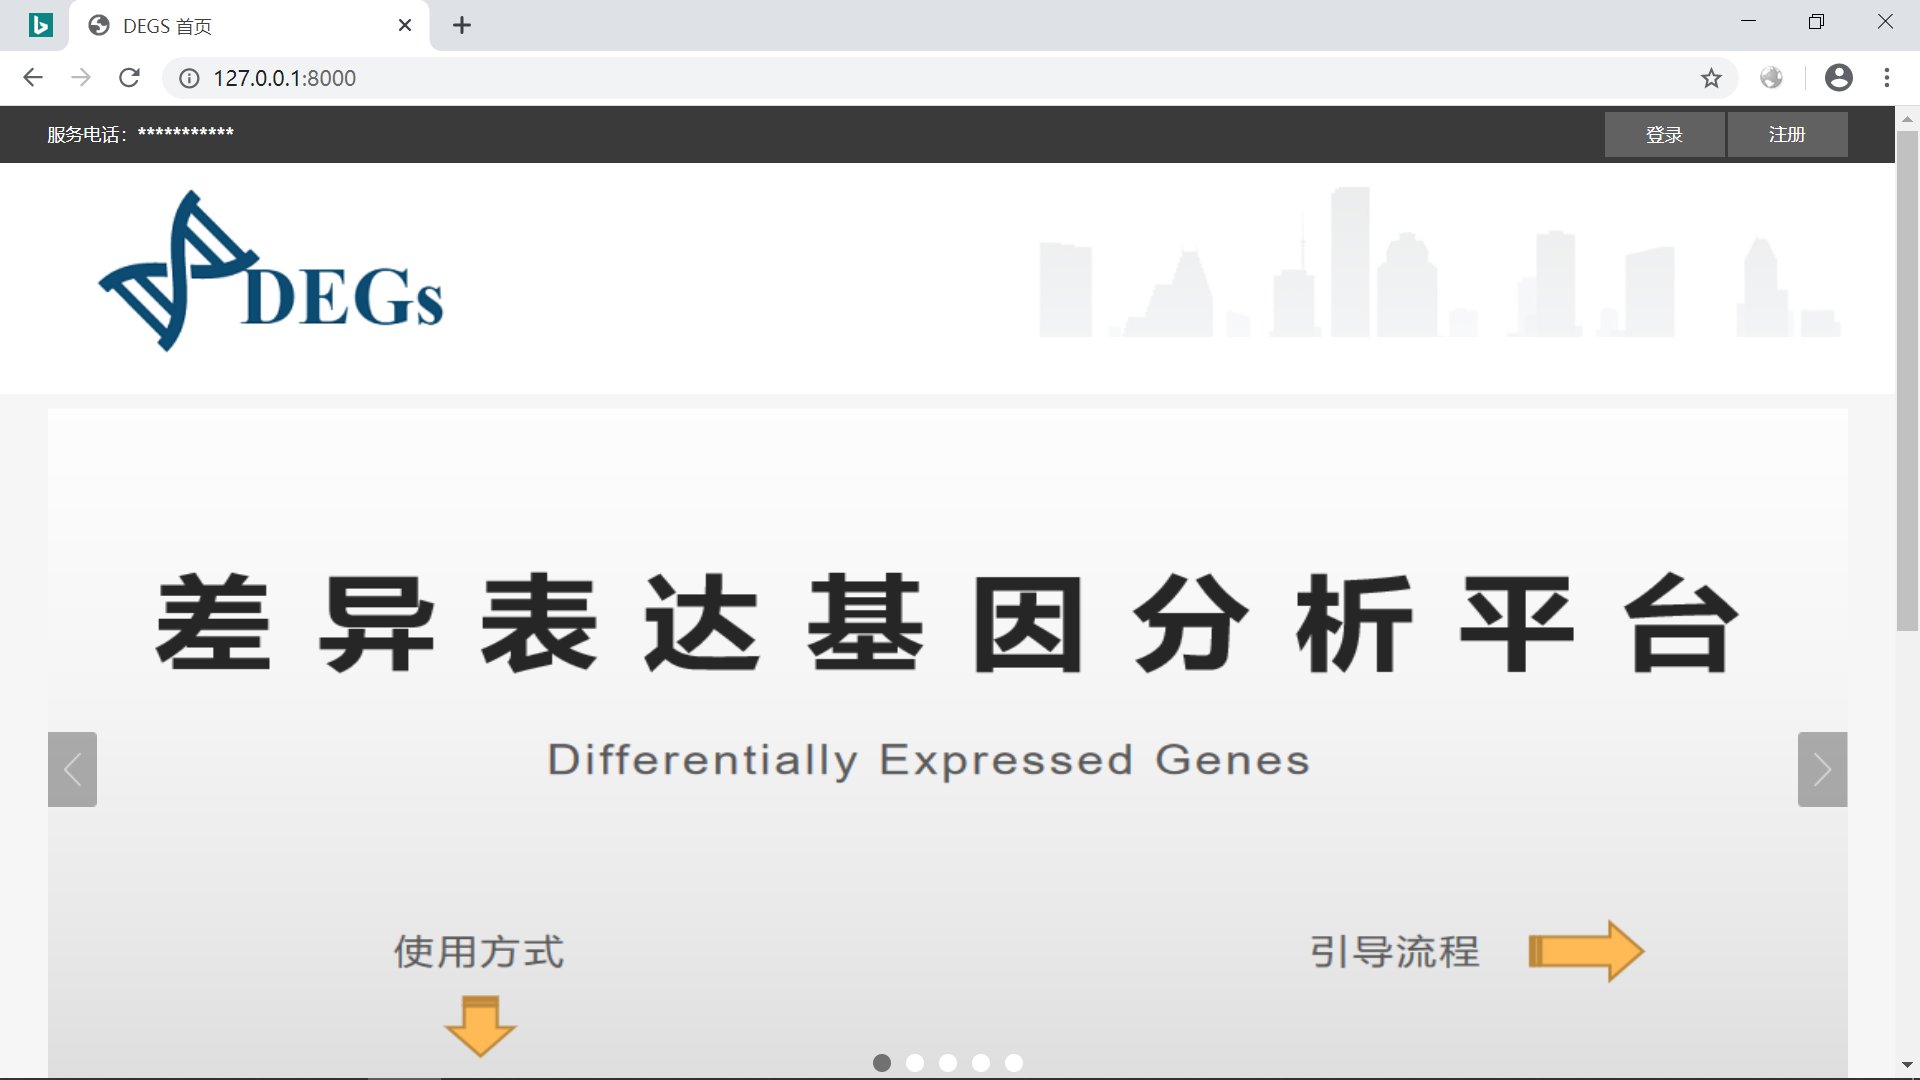 DEGS 首页
127.0.0.1:8000
服务电话：***********
登录
注册
DEGs
差异表达基因分析平台
Differentially Expressed Genes
使用方式
引导流程